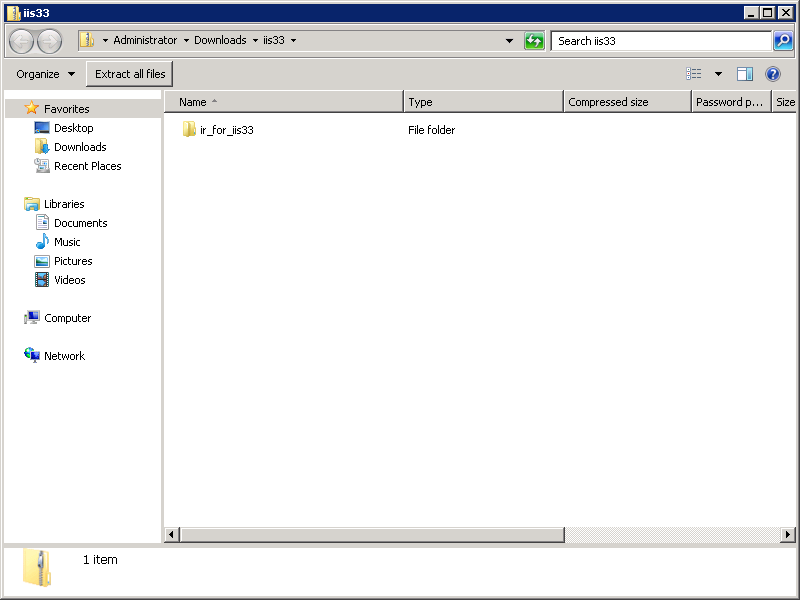 iis33
Administrator Downloads iis33 Search iis33
Organize Extract all files
Name Type Compressed size Password p... Size
Favorites
Desktop
Downloads
Recent Places
Libraries
Documents
Music
Pictures
Videos
Computer
Network
ir_for_iis33 File folder
1 item